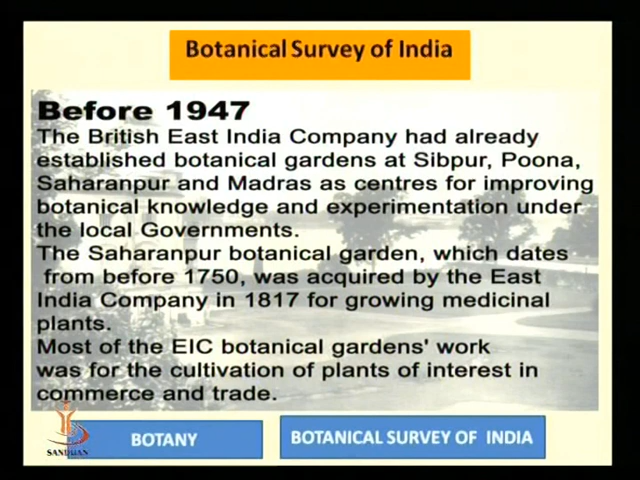 Botanical Survey of India
Before 1947
The British East India Company had already
established botanical gardens at Sibpur, Poona,
Saharanpur and Madras as centres for improving
botanical knowledge and experimentation under
the local Governments.
The Saharanpur botanical garden, which dates
from before 1750, was acquired by the East
India Company in 1817 for growing medicinal
plants.
Most of the EIC botanical gardens' work
was for the cultivation of plants of interest in
commerce and trade.
SANDHAN
BOTANY
BOTANICAL SURVEY OF INDIA